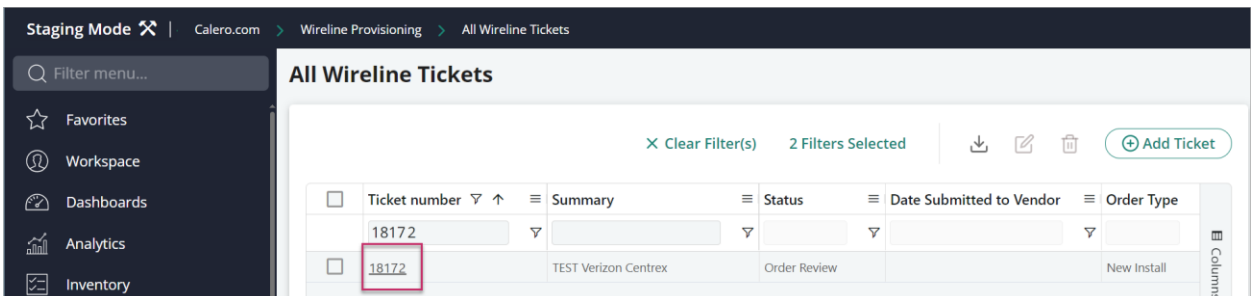 Staging Mode | Calero.com > Wireline Provisioning > All Wireline Tickets
Filter menu...
Favorites
Workspace
Dashboards
Analytics
Inventory
All Wireline Tickets
Clear Filter(s) 2 Filters Selected Add Ticket
Ticket number Summary Status Date Submitted to Vendor Order Type
18172
18172 TEST Verizon Centrex Order Review New Install
Columns